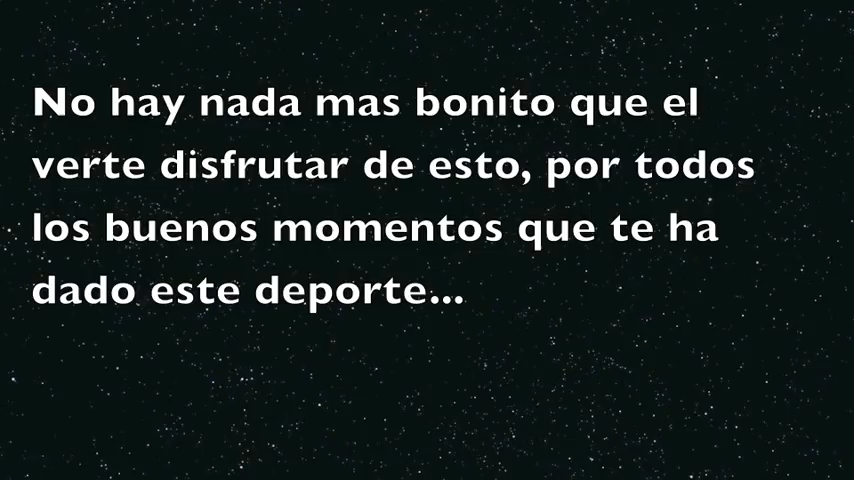 No hay nada mas bonito que el
verte disfrutar de esto, por todos
los buenos momentos que te ha
dado este deporte...